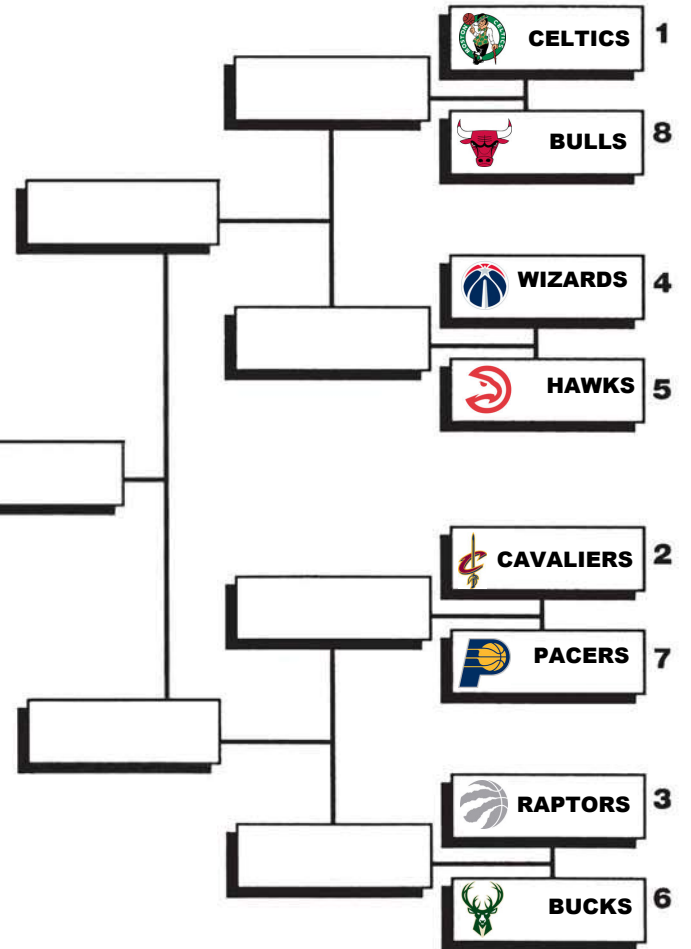 CELTICS 1
BULLS 8
WIZARDS 4
HAWKS 5
CAVALIERS 2
PACERS 7
RAPTORS 3
BUCKS 6